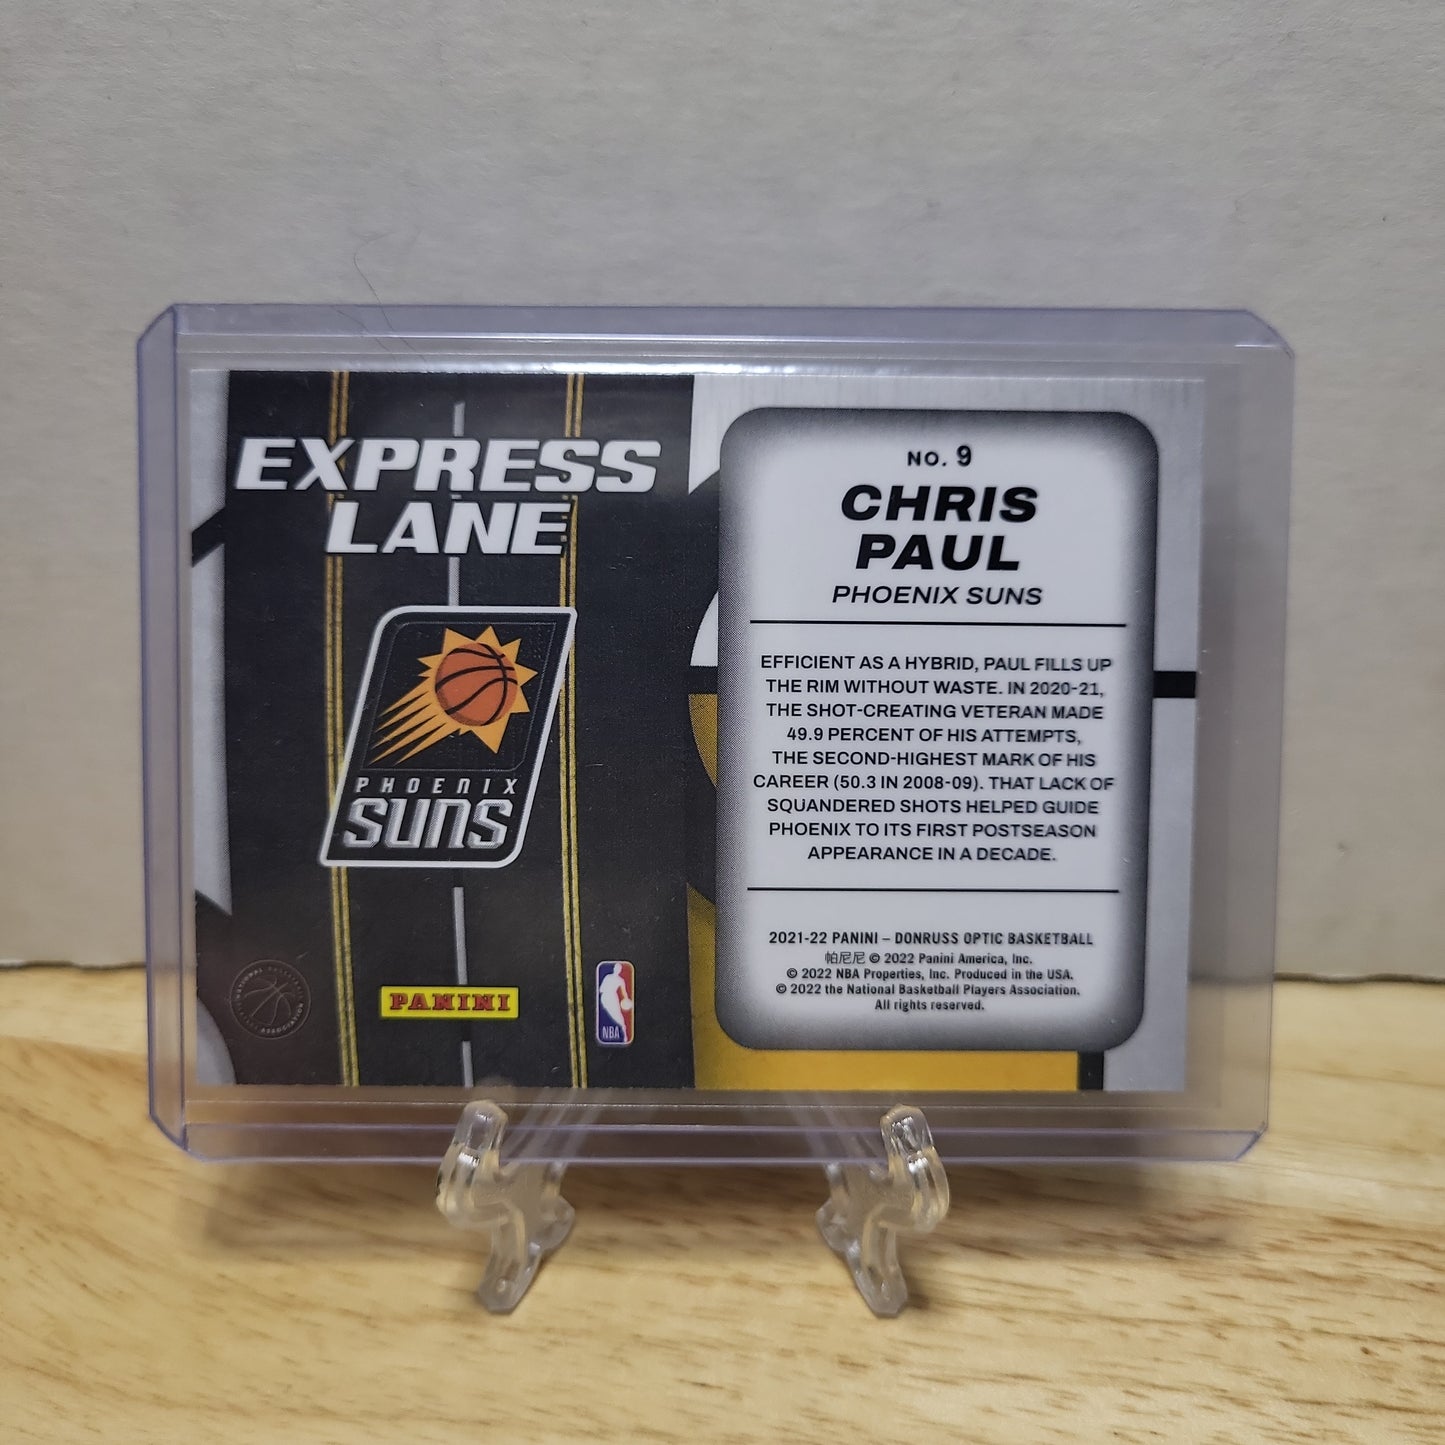 EXPRESS
LANE
PHOENIX
SUNS
PANINI
NBA
NO. 9
CHRIS
PAUL
PHOENIX SUNS
EFFICIENT AS A HYBRID, PAUL FILLS UP
THE RIM WITHOUT WASTE. IN 2020-21,
THE SHOT-CREATING VETERAN MADE
49.9 PERCENT OF HIS ATTEMPTS,
THE SECOND-HIGHEST MARK OF HIS
CAREER (50.3 IN 2008-09). THAT LACK OF
SQUANDERED SHOTS HELPED GUIDE
PHOENIX TO ITS FIRST POSTSEASON
APPEARANCE IN A DECADE.
2021-22 PANINI – DONRUSS OPTIC BASKETBALL
帕尼尼 © 2022 Panini America, Inc.
© 2022 NBA Properties, Inc. Produced in the USA.
© 2022 the National Basketball Players Association.
All rights reserved.